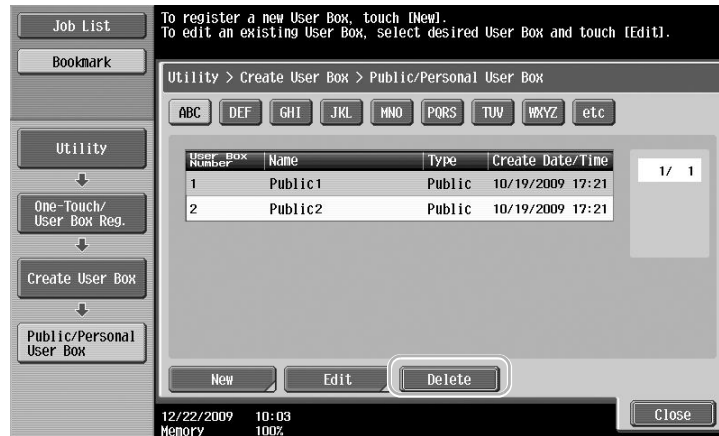 Job List
Bookmark
To register a new User Box, touch [New].
To edit an existing User Box, select desired User Box and touch [Edit].
Utility > Create User Box > Public/Personal User Box
ABC DEF GHI JKL MNO PQRS TUV WXYZ etc
Utility
One-Touch/
User Box Reg.
Create User Box
Public/Personal
User Box
User Box Number Name Type Create Date/Time
1 Public1 Public 10/19/2009 17:21
2 Public2 Public 10/19/2009 17:21
1/ 1
New Edit Delete
Close
12/22/2009 10:03
Memory 100%